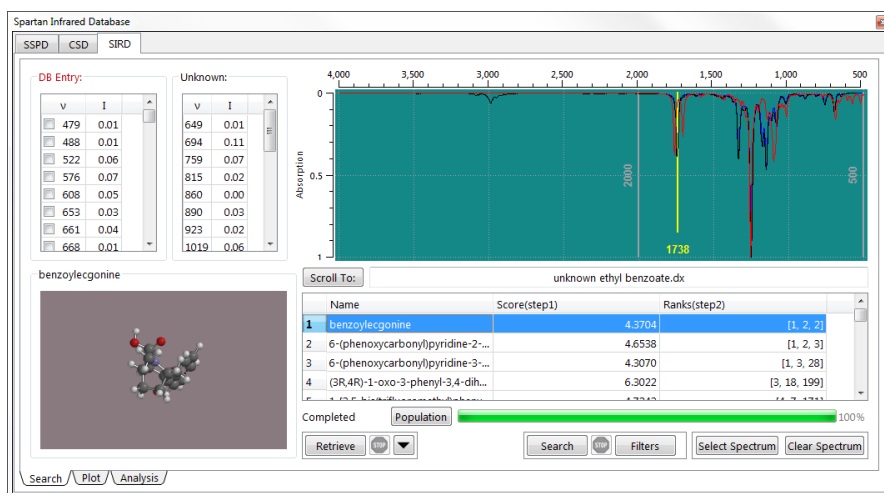 Spartan Infrared Database
SSPD CSD SIRD
DB Entry: Unknown:
ν I ν I
479 0.01 649 0.01
488 0.01 694 0.11
522 0.06 759 0.07
576 0.07 815 0.02
608 0.05 860 0.00
653 0.03 890 0.03
661 0.04 923 0.02
668 0.01 1019 0.06
4,000 3,500 3,000 2,500 2,000 1,500 1,000 500
Absorption
0
0.5
1
2000
500
1738
benzoylecgonine
Scroll To: unknown ethyl benzoate.dx
Name Score(step1) Ranks(step2)
1 benzoylecgonine 4.3704 [1, 2, 2]
2 6-(phenoxycarbonyl)pyridine-2-... 4.6538 [1, 2, 3]
3 6-(phenoxycarbonyl)pyridine-3-... 4.3070 [1, 3, 28]
4 (3R,4R)-1-oxo-3-phenyl-3,4-dih... 6.3022 [3, 18, 199]
Completed Population 100%
Retrieve STOP Search STOP Filters Select Spectrum Clear Spectrum
Search Plot Analysis